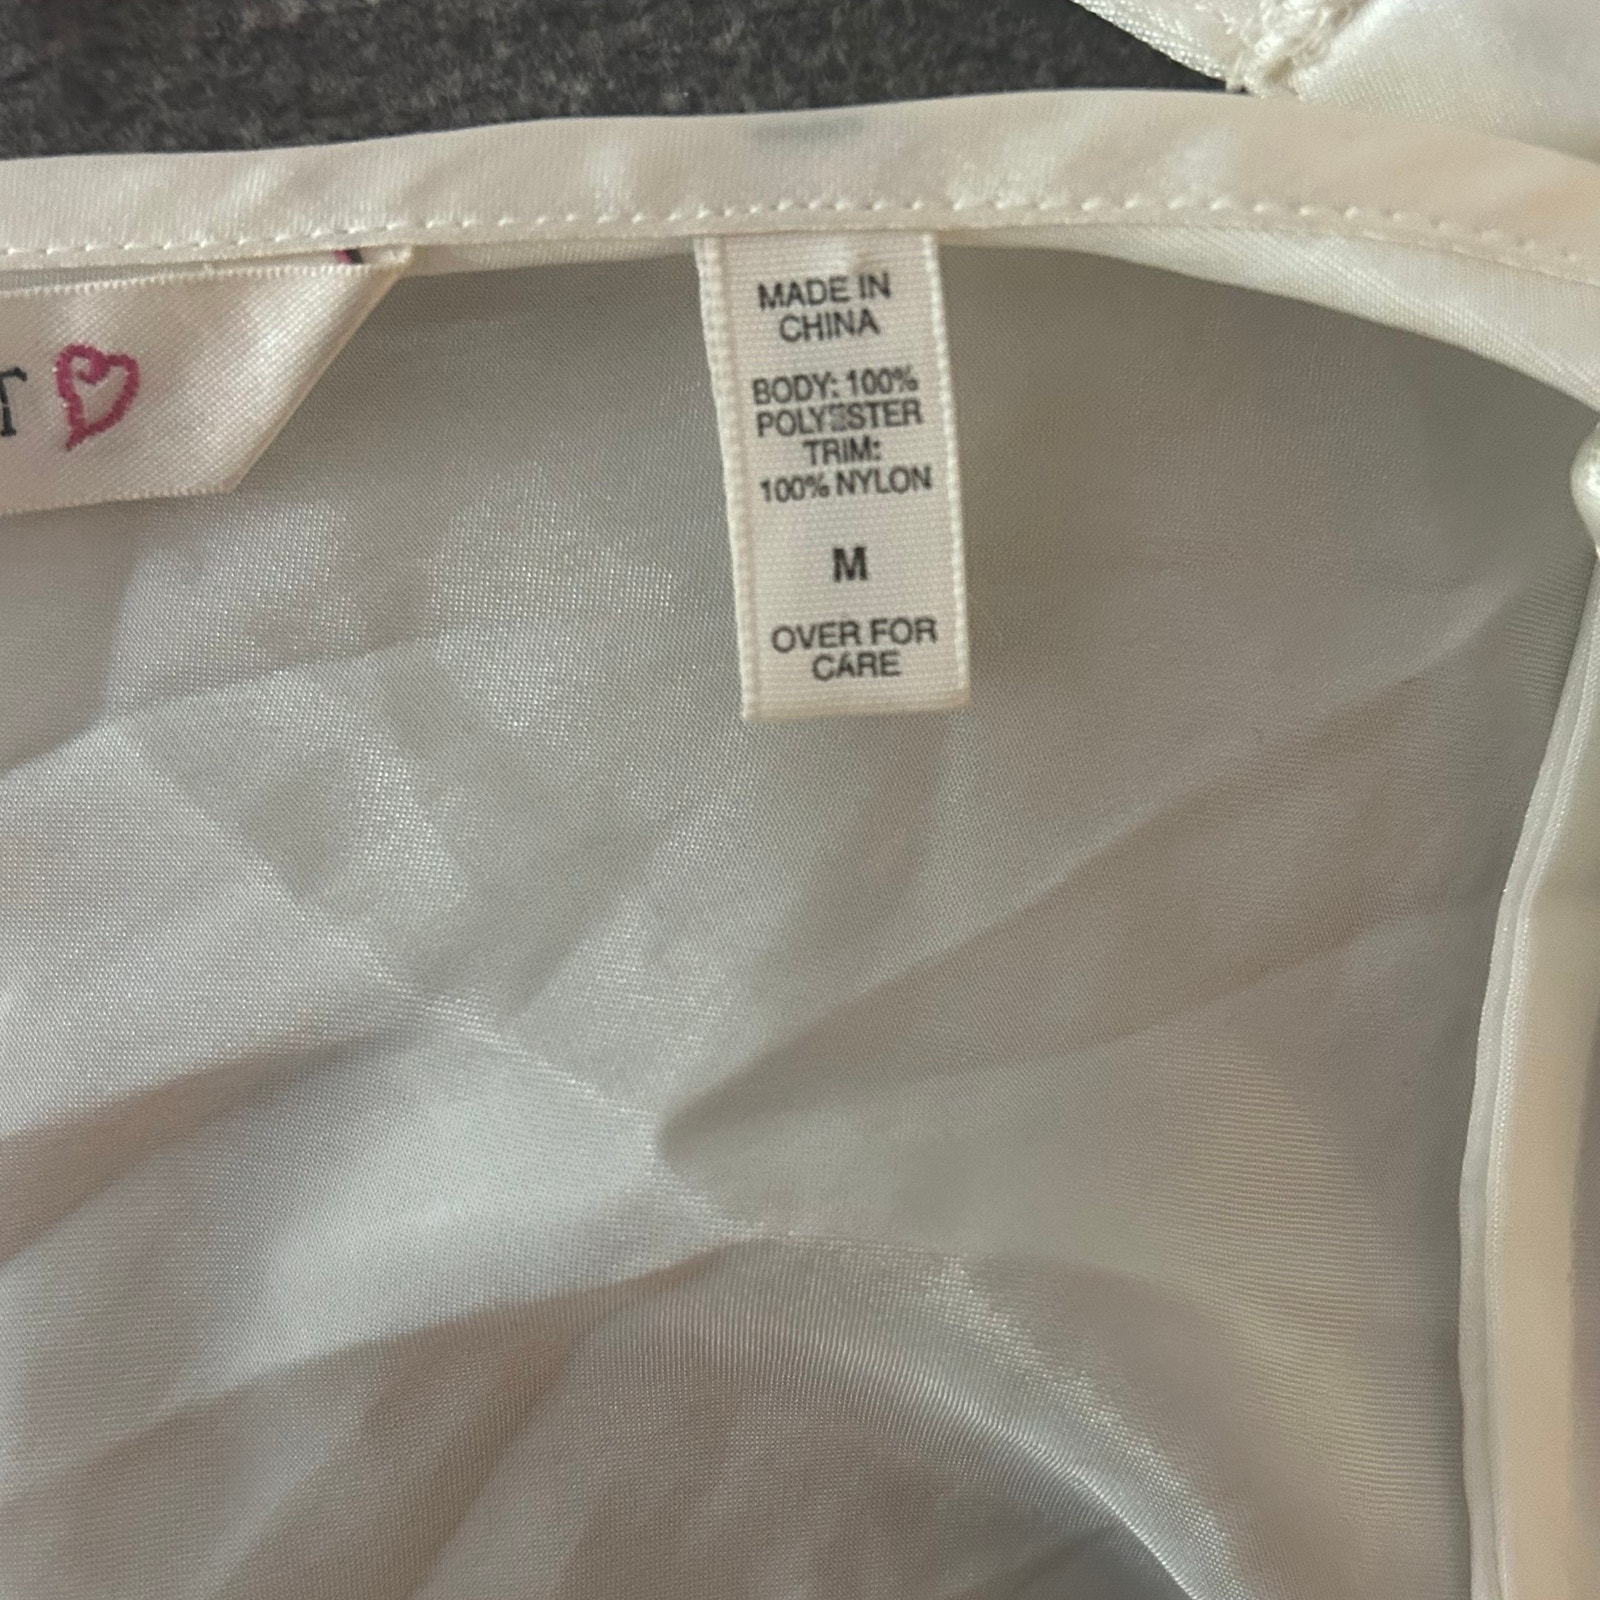 T
MADE IN
CHINA
BODY: 100%
POLYESTER
TRIM:
100% NYLON
M
OVER FOR
CARE